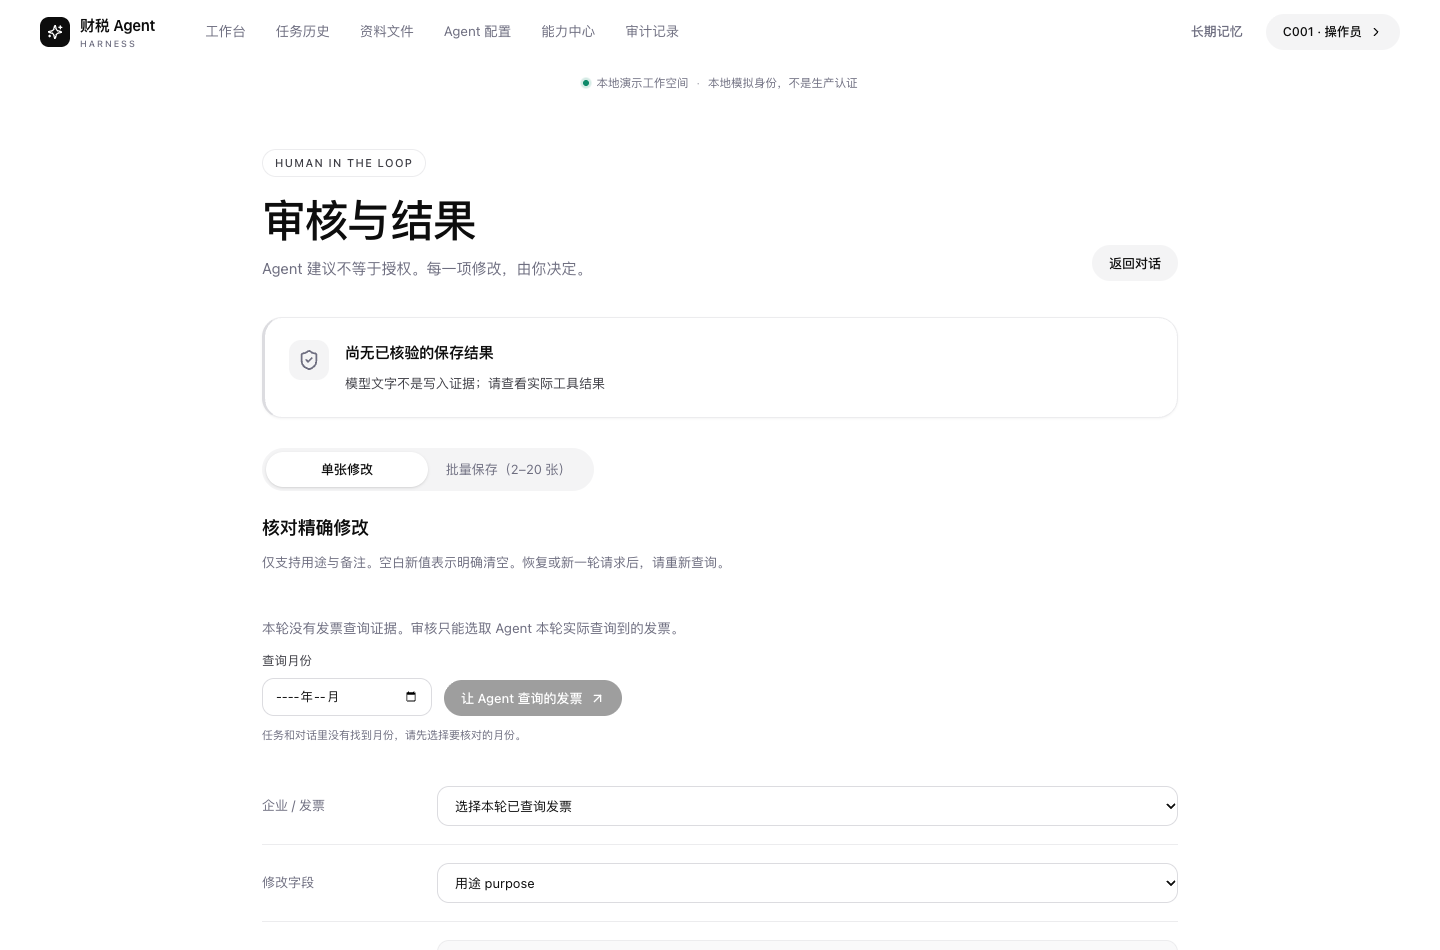 财税 Agent
HARNESS
工作台
任务历史
资料文件
Agent 配置
能力中心
审计记录
长期记忆
C001 · 操作员
本地演示工作空间 · 本地模拟身份，不是生产认证
HUMAN IN THE LOOP
审核与结果
Agent 建议不等于授权。每一项修改，由你决定。
返回对话
尚无已核验的保存结果
模型文字不是写入证据；请查看实际工具结果
单张修改
批量保存（2–20 张）
核对精确修改
仅支持用途与备注。空白新值表示明确清空。恢复或新一轮请求后，请重新查询。
本轮没有发票查询证据。审核只能选取 Agent 本轮实际查询到的发票。
查询月份
----年--月
让 Agent 查询的发票
任务和对话里没有找到月份，请先选择要核对的月份。
企业 / 发票
选择本轮已查询发票
修改字段
用途 purpose